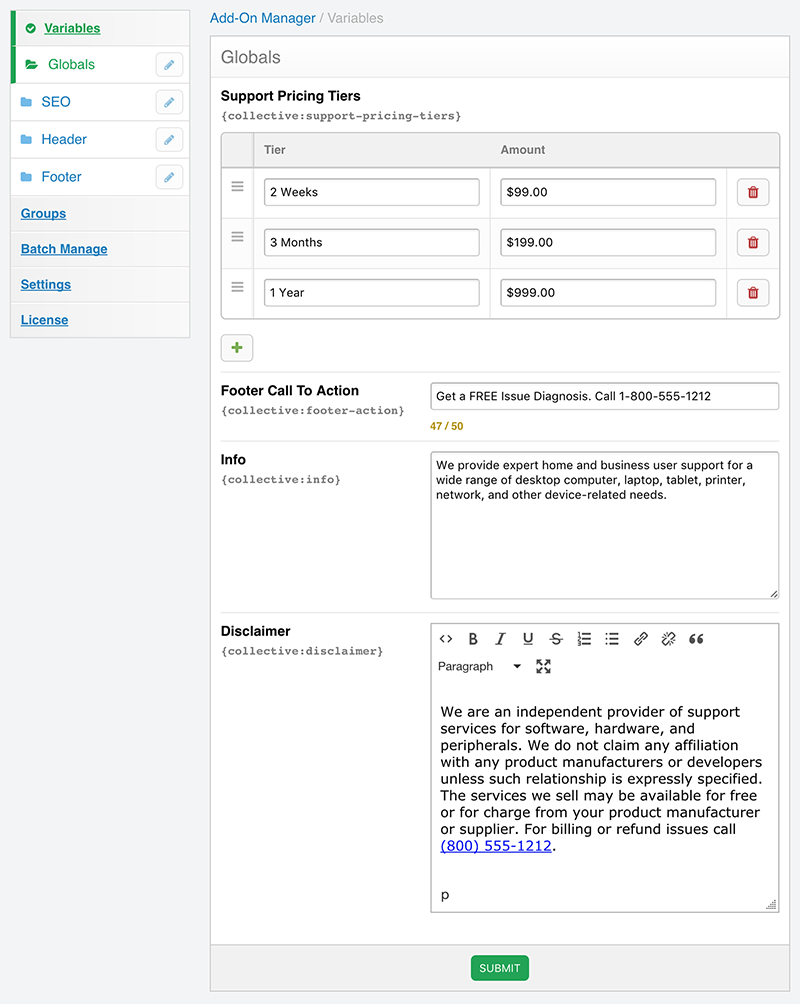 Variables
Globals
SEO
Header
Footer
Groups
Batch Manage
Settings
License
Add-On Manager / Variables
Globals
Support Pricing Tiers
{collective:support-pricing-tiers}
Tier Amount
2 Weeks $99.00
3 Months $199.00
1 Year $999.00
Footer Call To Action
{collective:footer-action}
Get a FREE Issue Diagnosis. Call 1-800-555-1212
47 / 50
Info
{collective:info}
We provide expert home and business user support for a
wide range of desktop computer, laptop, tablet, printer,
network, and other device-related needs.
Disclaimer
{collective:disclaimer}
Paragraph
We are an independent provider of support
services for software, hardware, and
peripherals. We do not claim any affiliation
with any product manufacturers or developers
unless such relationship is expressly specified.
The services we sell may be available for free
or for charge from your product manufacturer
or supplier. For billing or refund issues call
(800) 555-1212.
p
SUBMIT